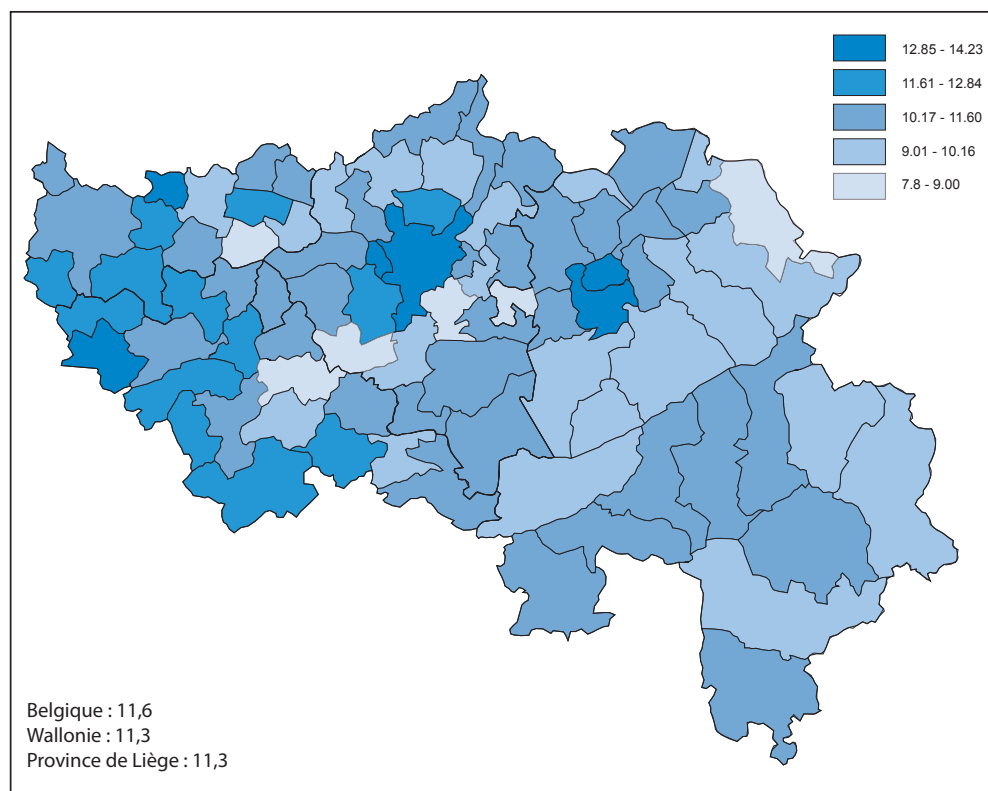 12.85 - 14.23
11.61 - 12.84
10.17 - 11.60
9.01 - 10.16
7.8 - 9.00
Belgique : 11,6
Wallonie : 11,3
Province de Liège : 11,3